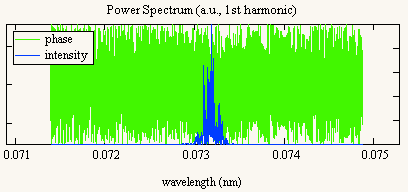 Power Spectrum (a.u., 1st harmonic)
phase
intensity
0.071 0.072 0.073 0.074 0.075
wavelength (nm)